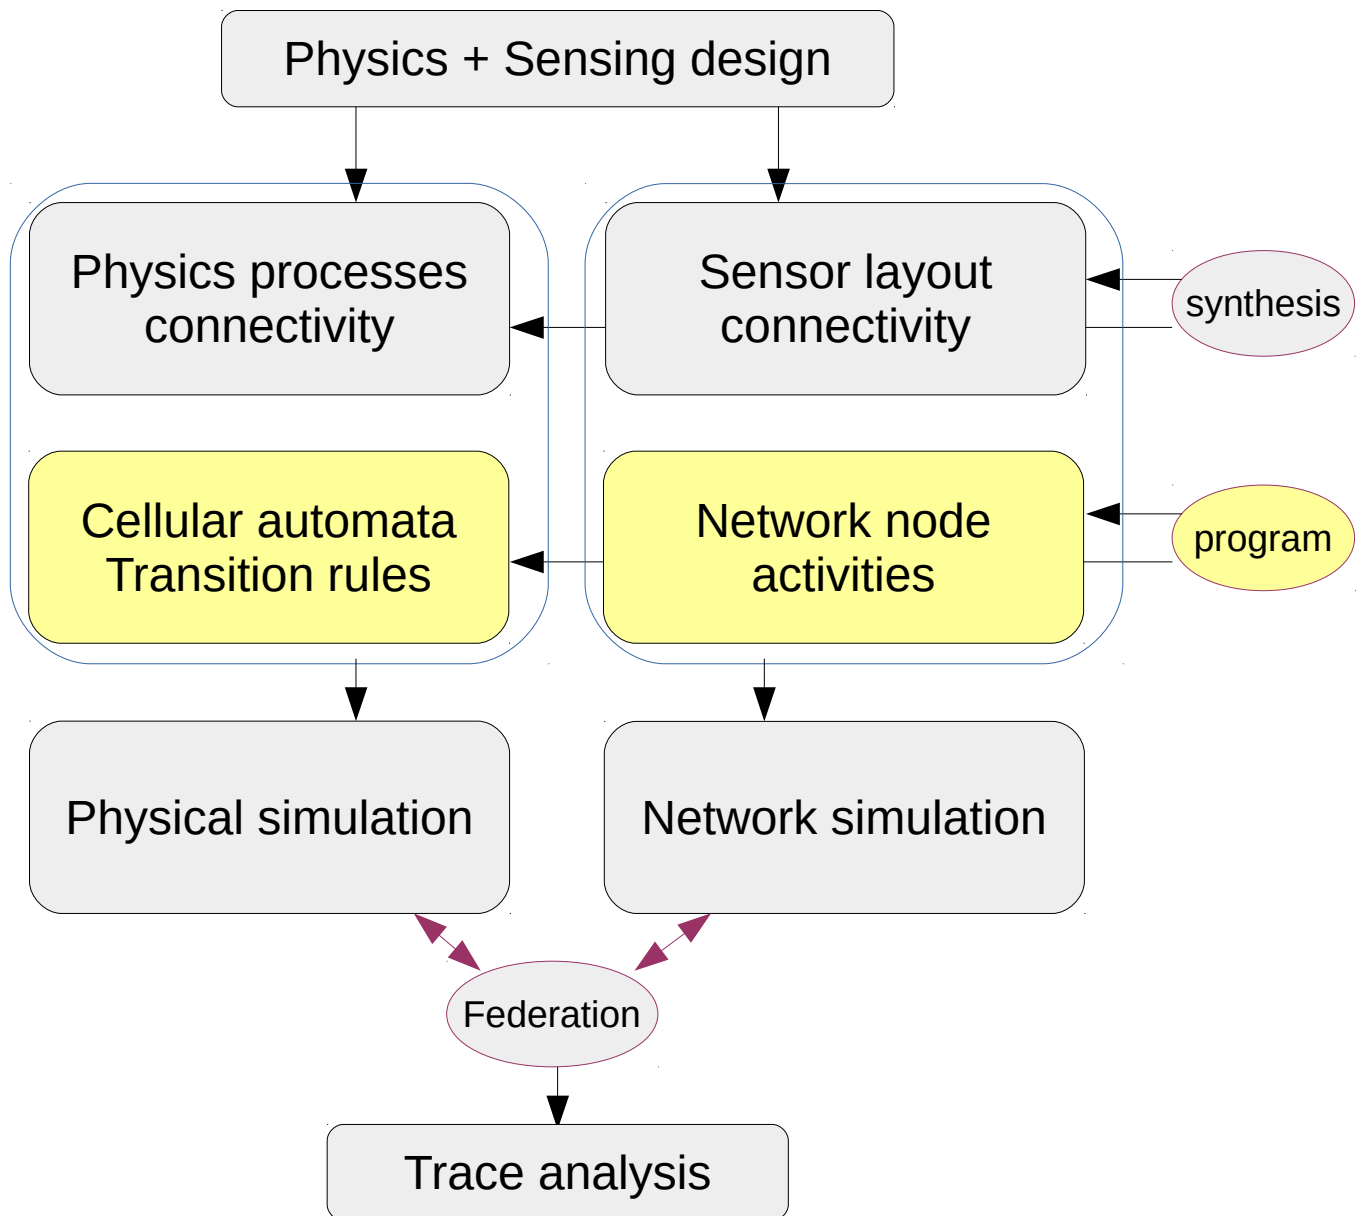 Physics + Sensing design
Physics processes
connectivity
Sensor layout
connectivity
synthesis
Cellular automata
Transition rules
Network node
activities
program
Physical simulation
Network simulation
Federation
Trace analysis